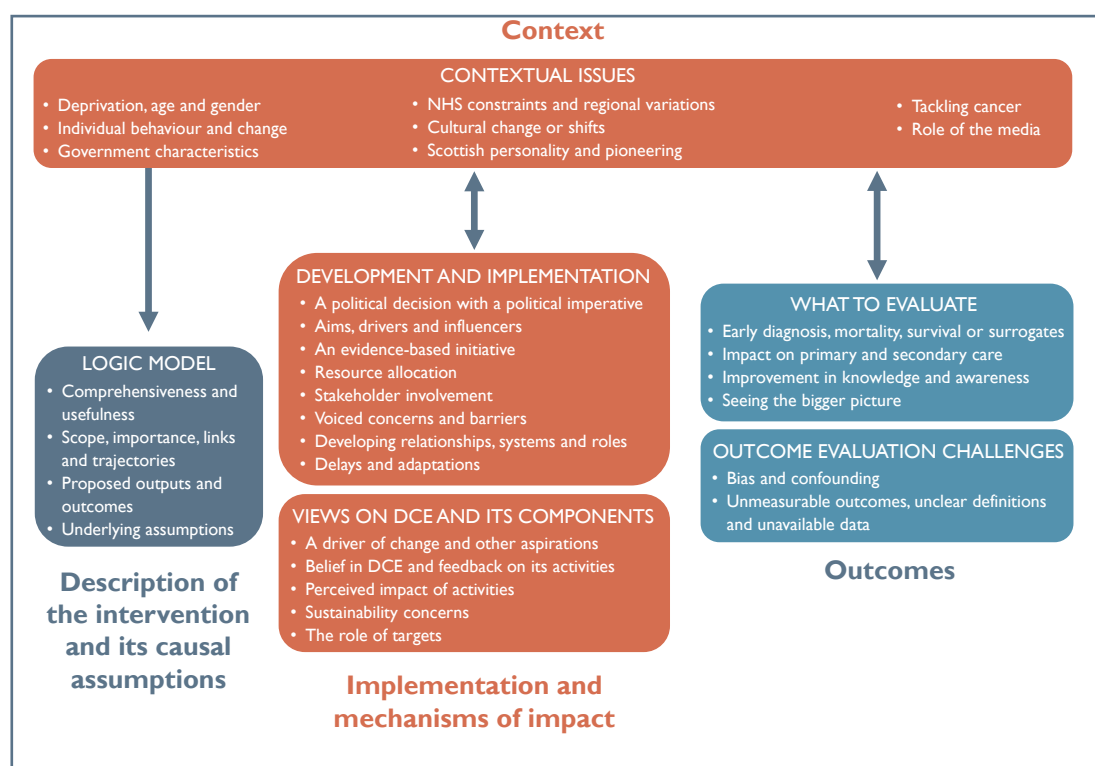 Context
CONTEXTUAL ISSUES
• Deprivation, age and gender
• Individual behaviour and change
• Government characteristics
• NHS constraints and regional variations
• Cultural change or shifts
• Scottish personality and pioneering
• Tackling cancer
• Role of the media
LOGIC MODEL
• Comprehensiveness and
usefulness
• Scope, importance, links
and trajectories
• Proposed outputs and
outcomes
• Underlying assumptions
Description of
the intervention
and its causal
assumptions
DEVELOPMENT AND IMPLEMENTATION
• A political decision with a political imperative
• Aims, drivers and influencers
• An evidence-based initiative
• Resource allocation
• Stakeholder involvement
• Voiced concerns and barriers
• Developing relationships, systems and roles
• Delays and adaptations
VIEWS ON DCE AND ITS COMPONENTS
• A driver of change and other aspirations
• Belief in DCE and feedback on its activities
• Perceived impact of activities
• Sustainability concerns
• The role of targets
Implementation and
mechanisms of impact
WHAT TO EVALUATE
• Early diagnosis, mortality, survival or surrogates
• Impact on primary and secondary care
• Improvement in knowledge and awareness
• Seeing the bigger picture
OUTCOME EVALUATION CHALLENGES
• Bias and confounding
• Unmeasurable outcomes, unclear definitions
and unavailable data
Outcomes